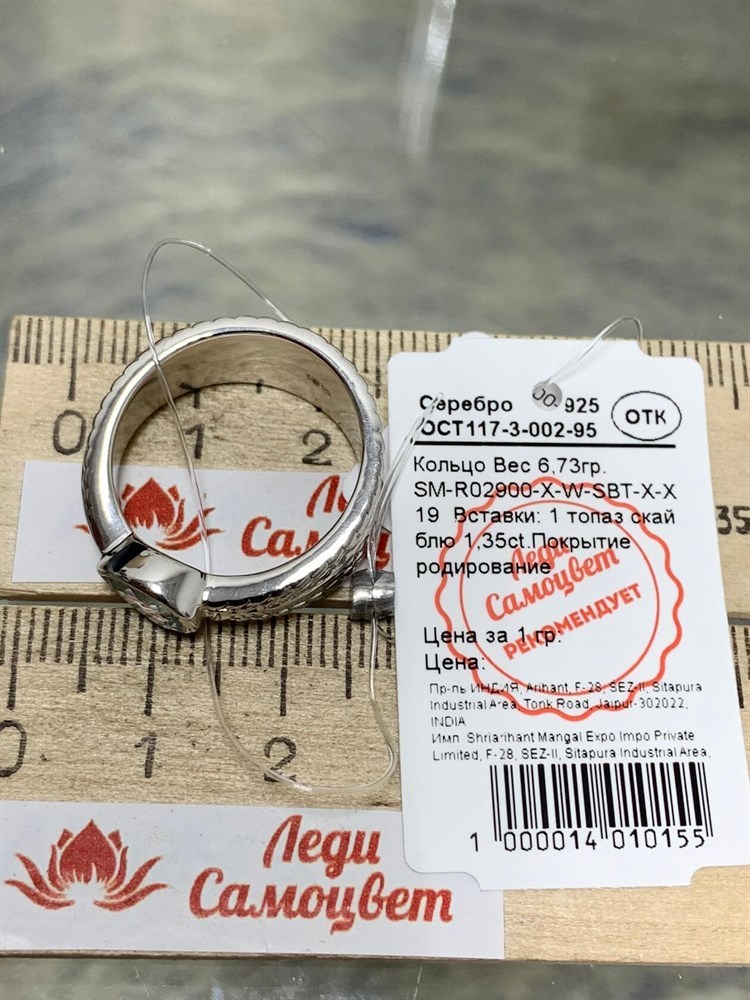 Серебро 925
ОСТ117-3-002-95
ОТК
Кольцо Вес 6,73гр.
SM-R02900-X-W-SBT-X-X
19 Вставки: 1 топаз скай
блю 1,35ct.Покрытие
родирование
Леди
Самоцвет
РЕКОМЕНДУЕТ
Цена за 1 гр.
Цена:
Пр-ль ИНДИЯ, Arihant, F-28, SEZ-II, Sitapura
Industrial Area, Tonk Road, Jaipur-302022,
INDIA
Имп. Shriarihant Mangal Expo Impo Private
Limited, F-28, SEZ-II, Sitapura Industrial Area,
1 000014 010155
0 1 2
35
Самоцвет
0 1 2
Леди
Самоцвет